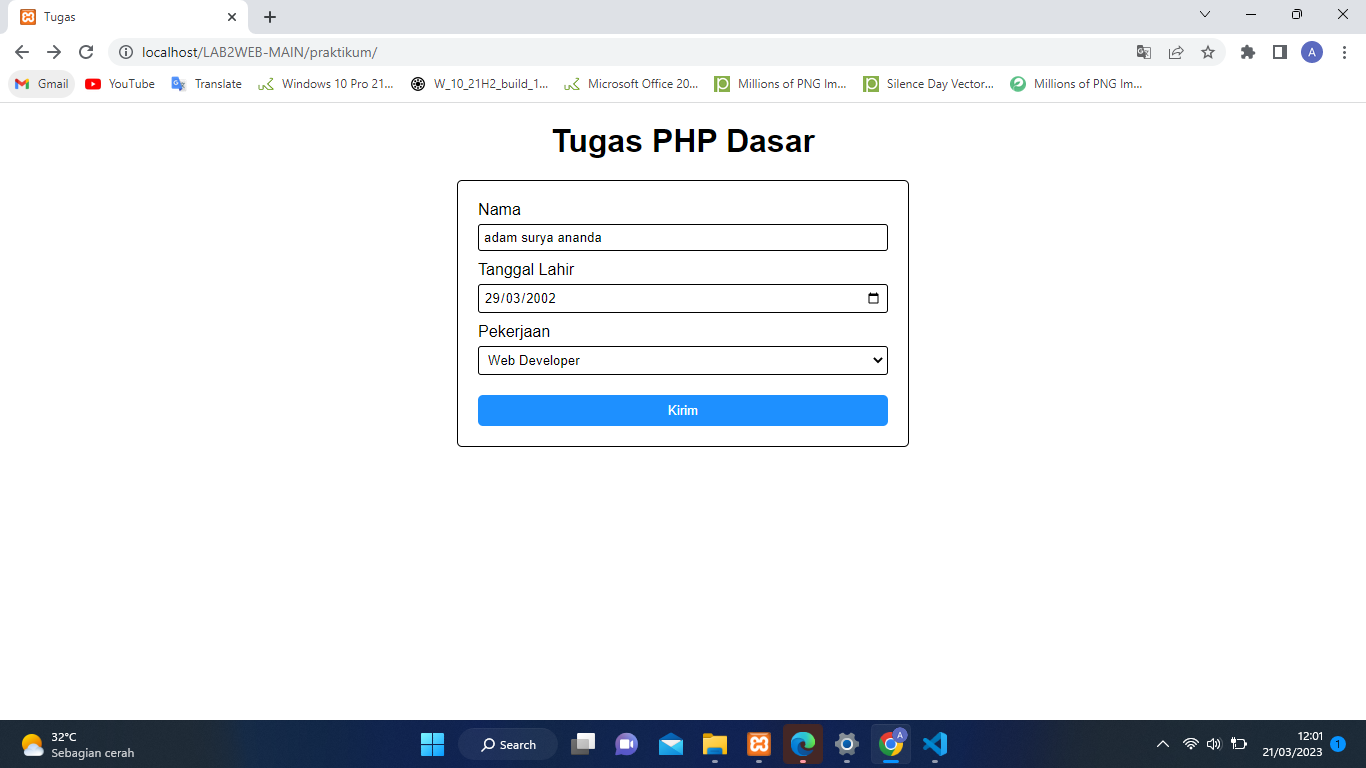 Tugas
localhost/LAB2WEB-MAIN/praktikum/
A
Gmail YouTube Translate Windows 10 Pro 21... W_10_21H2_build_1... Microsoft Office 20... Millions of PNG Im... Silence Day Vector... Millions of PNG Im...
Tugas PHP Dasar
Nama
adam surya ananda
Tanggal Lahir
29/03/2002
Pekerjaan
Web Developer
Kirim
32°C
Sebagian cerah
Search
A
12:01
21/03/2023
1